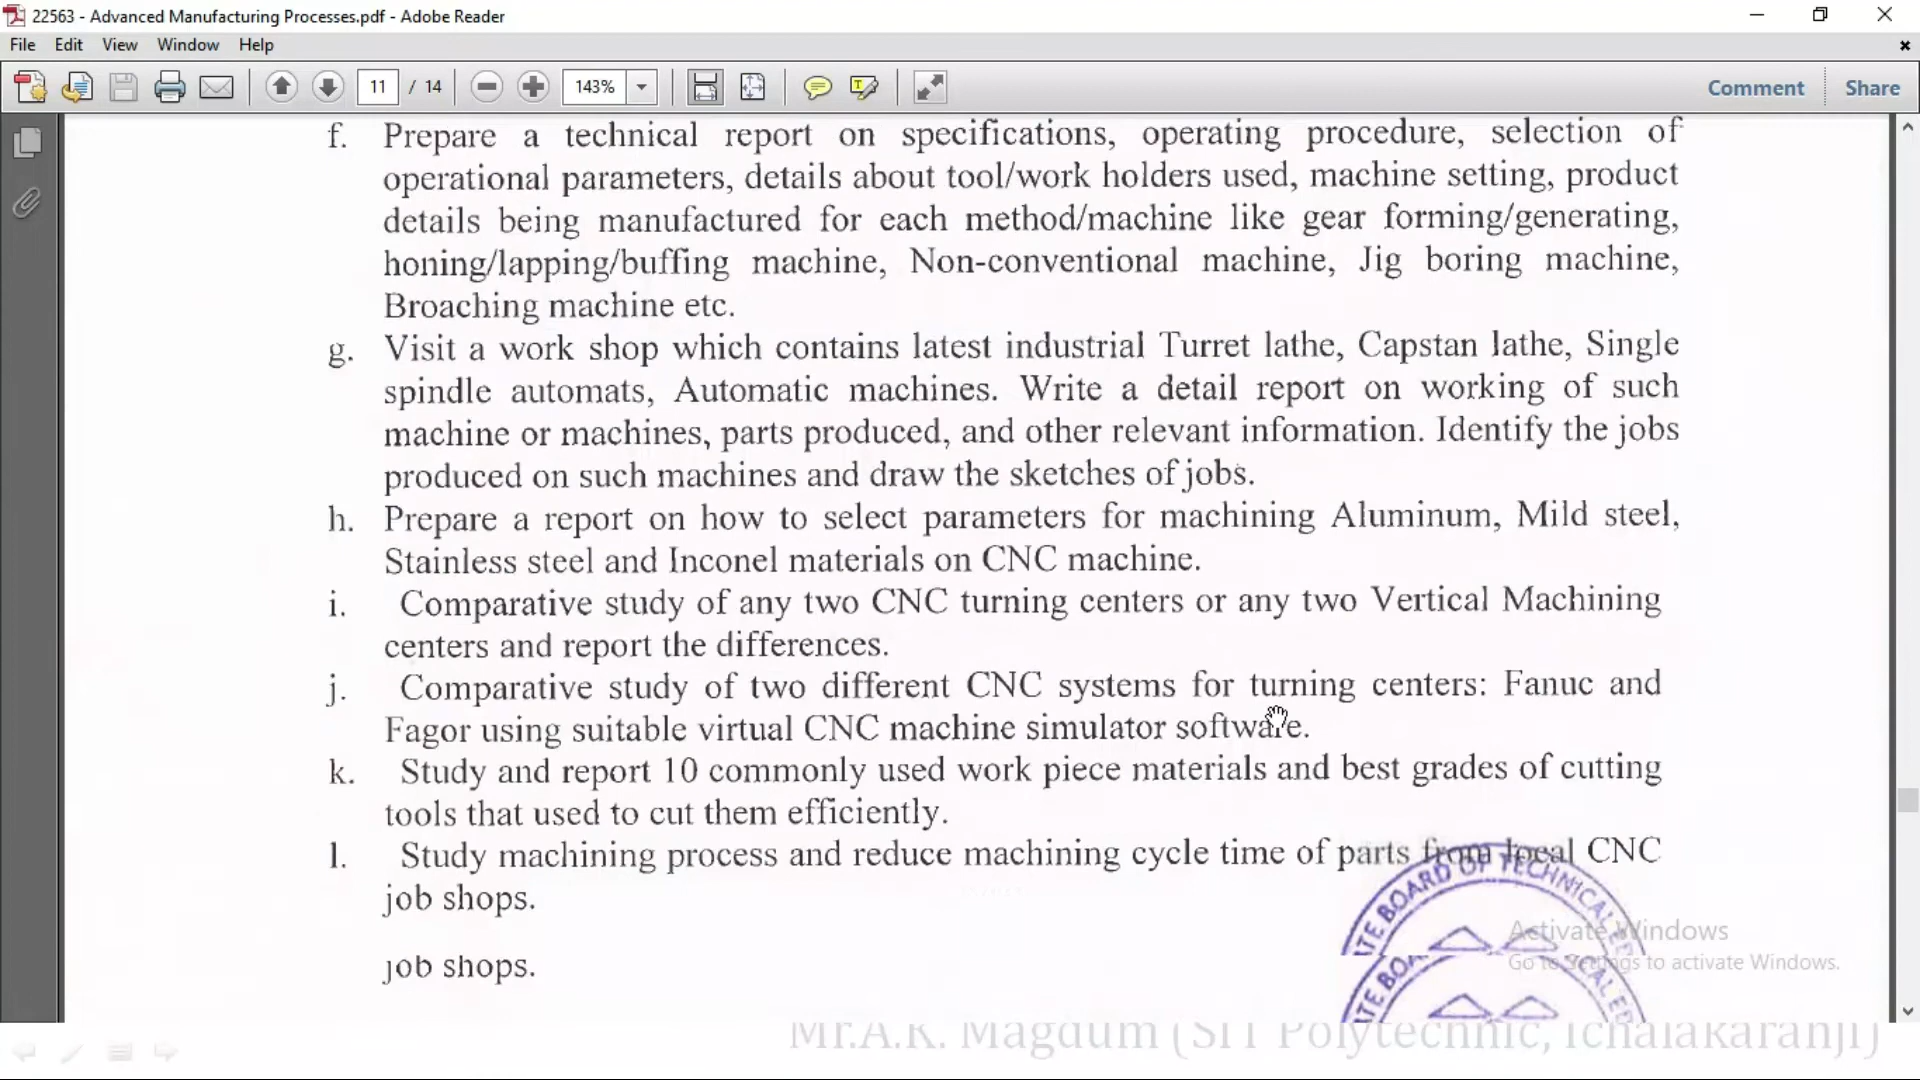 22563 - Advanced Manufacturing Processes.pdf - Adobe Reader
File Edit View Window Help
11 / 14 143% Comment Share
f. Prepare a technical report on specifications, operating procedure, selection of
operational parameters, details about tool/work holders used, machine setting, product
details being manufactured for each method/machine like gear forming/generating,
honing/lapping/buffing machine, Non-conventional machine, Jig boring machine,
Broaching machine etc.
g. Visit a work shop which contains latest industrial Turret lathe, Capstan lathe, Single
spindle automats, Automatic machines. Write a detail report on working of such
machine or machines, parts produced, and other relevant information. Identify the jobs
produced on such machines and draw the sketches of jobs.
h. Prepare a report on how to select parameters for machining Aluminum, Mild steel,
Stainless steel and Inconel materials on CNC machine.
i. Comparative study of any two CNC turning centers or any two Vertical Machining
centers and report the differences.
j. Comparative study of two different CNC systems for turning centers: Fanuc and
Fagor using suitable virtual CNC machine simulator software.
k. Study and report 10 commonly used work piece materials and best grades of cutting
tools that used to cut them efficiently.
l. Study machining process and reduce machining cycle time of parts from local CNC
job shops.
BOARD OF TECHNICAL
Activate Windows
job shops.
Go to Settings to activate Windows.
Mr.A.K. Magdum (SIT Polytechnic, Ichalakaranji)